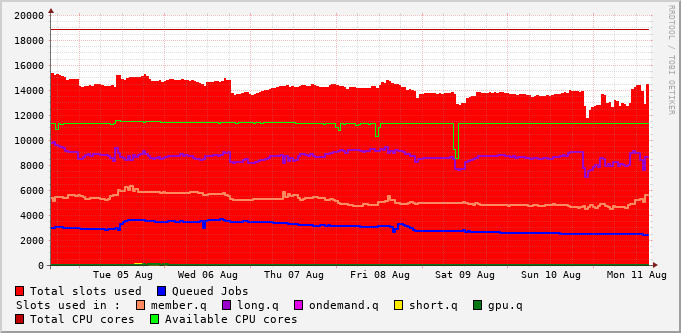 RRDTOOL / TOBI OETIKER
20000
18000
16000
14000
12000
10000
8000
6000
4000
2000
0
Tue 05 Aug Wed 06 Aug Thu 07 Aug Fri 08 Aug Sat 09 Aug Sun 10 Aug Mon 11 Aug
Total slots used Queued Jobs
Slots used in : member.q long.q ondemand.q short.q gpu.q
Total CPU cores Available CPU cores